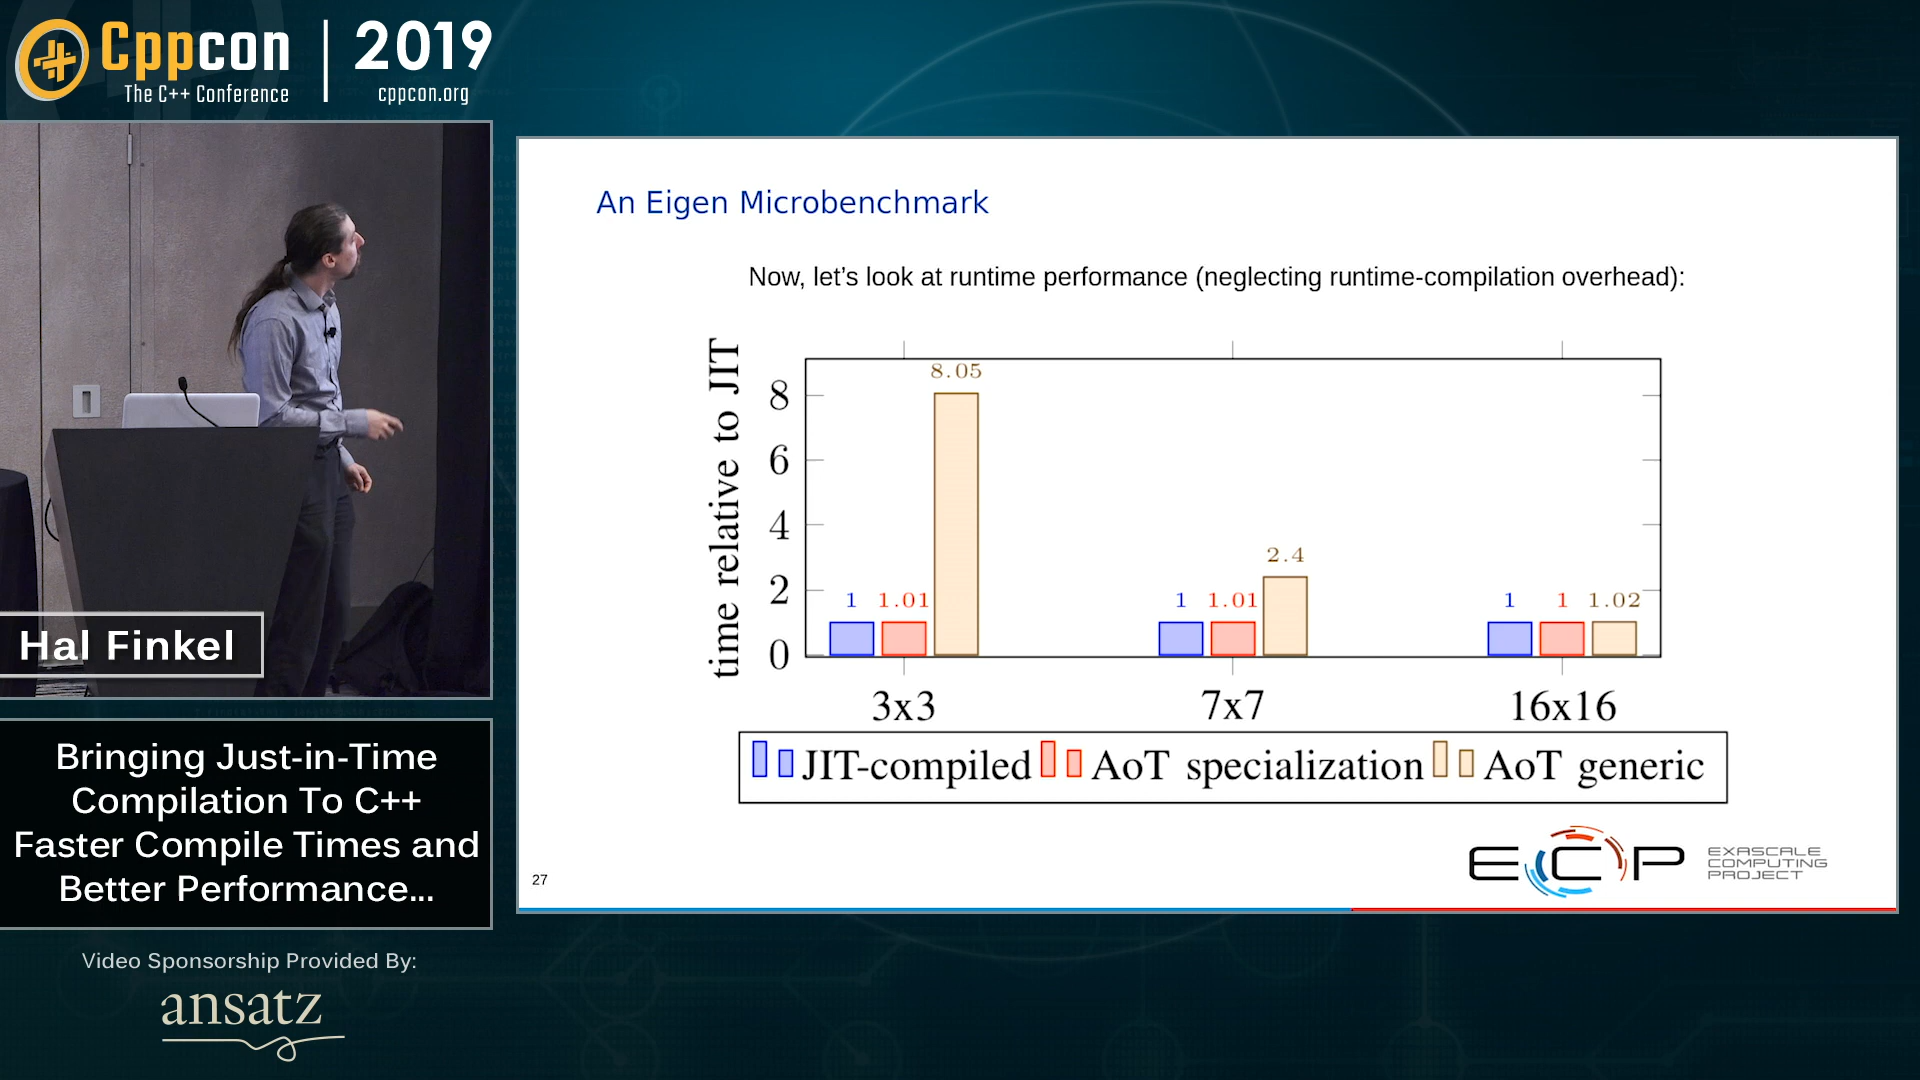 Cppcon
The C++ Conference
2019
cppcon.org
Hal Finkel
Bringing Just-in-Time
Compilation To C++
Faster Compile Times and
Better Performance...
Video Sponsorship Provided By:
ansatz
An Eigen Microbenchmark
Now, let's look at runtime performance (neglecting runtime-compilation overhead):
time relative to JIT
8
6
4
2
0
1 1.01 8.05
1 1.01 2.4
1 1 1.02
3x3 7x7 16x16
JIT-compiled AoT specialization AoT generic
27
ECP
EXASCALE
COMPUTING
PROJECT